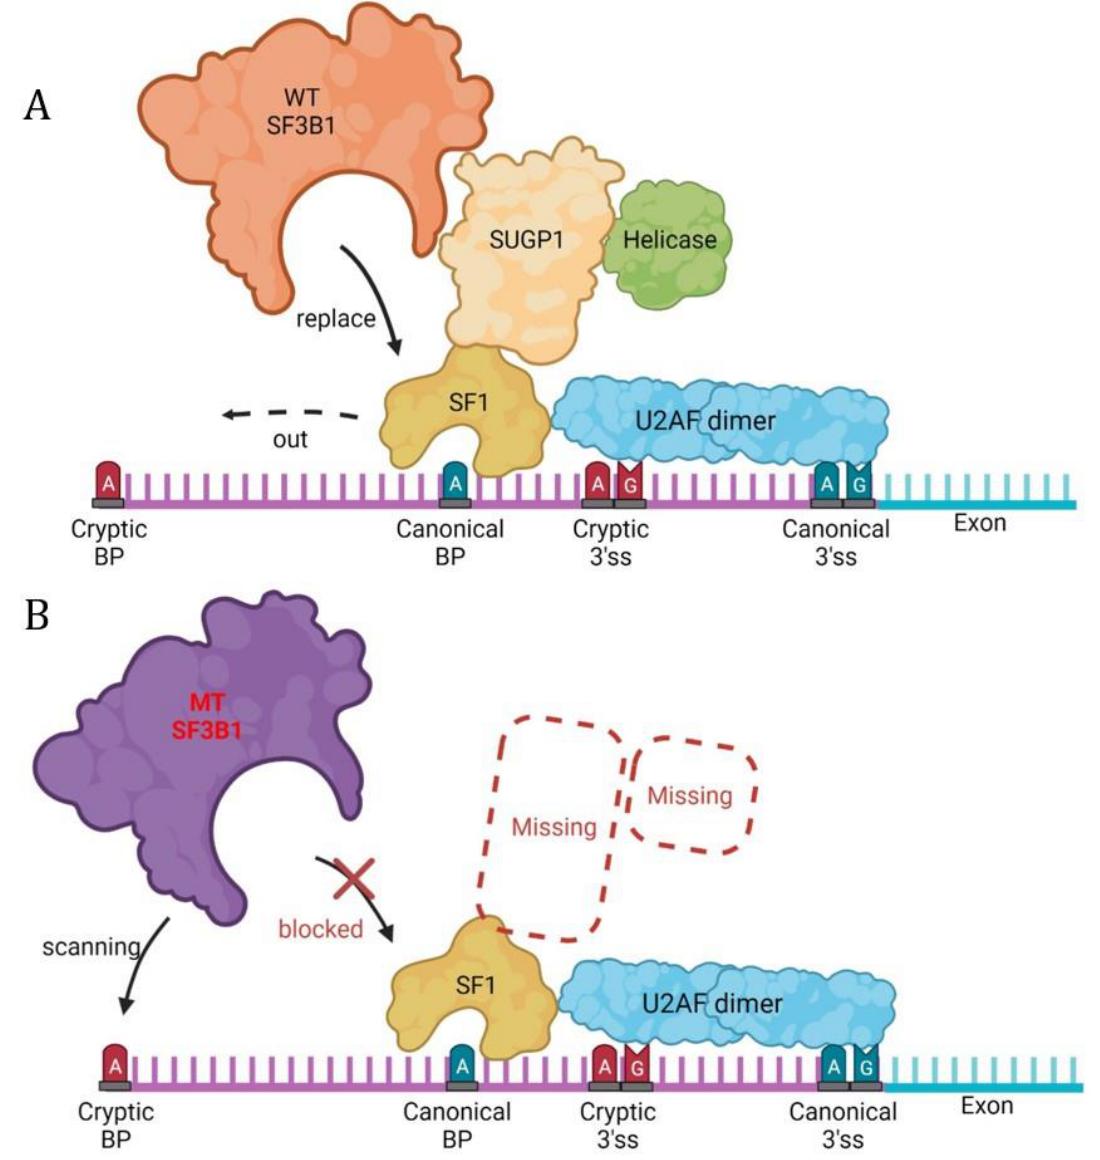 A
WT
SF3B1
SUGP1
Helicase
replace
SF1
U2AF dimer
out
A
A
A G
A G
Cryptic
BP
Canonical
BP
Cryptic
3'ss
Canonical
3'ss
Exon
B
MT
SF3B1
Missing
Missing
blocked
scanning
SF1
U2AF dimer
A
A
A G
A G
Cryptic
BP
Canonical
BP
Cryptic
3'ss
Canonical
3'ss
Exon